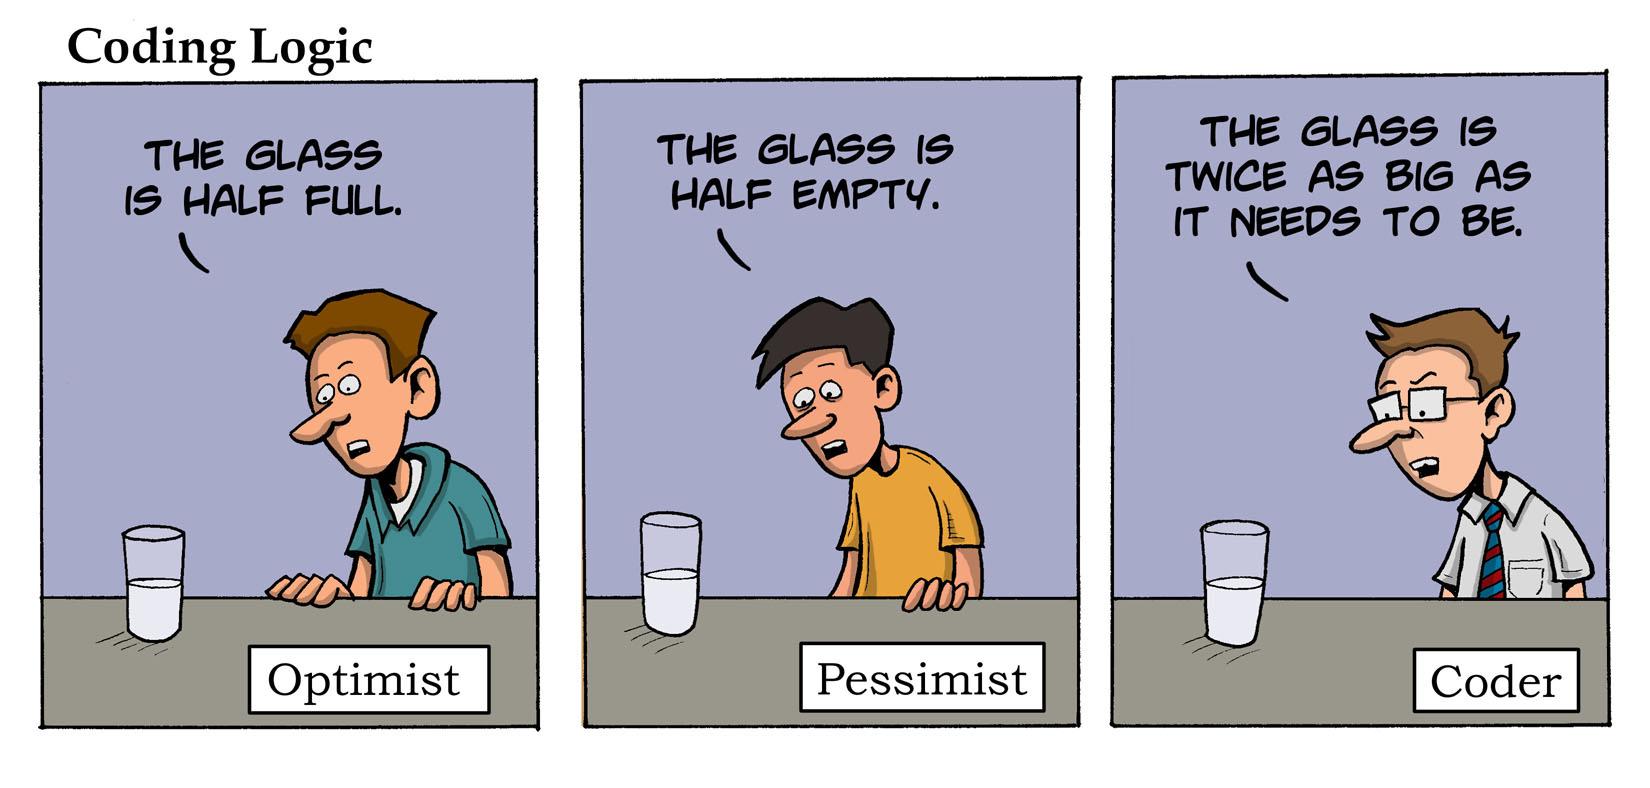 Coding Logic
THE GLASS
IS HALF FULL.
Optimist
THE GLASS IS
HALF EMPTY.
Pessimist
THE GLASS IS
TWICE AS BIG AS
IT NEEDS TO BE.
Coder